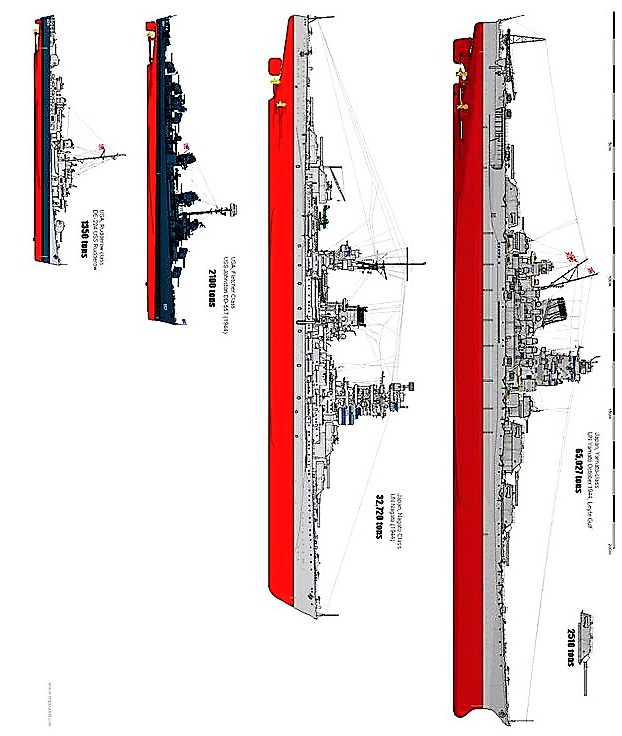 USA, Rudderow class
DE-224 USS Rudderow
1350 tons
USA, Fletcher Class
USS Johnston DD-557 (1944)
2100 tons
Japan, Nagato Class
IJN Nagato (1944)
32,720 tons
Japan, Yamato-class
IJN Yamato October 1944, Leyte Gulf
65,027 tons
2510 tons